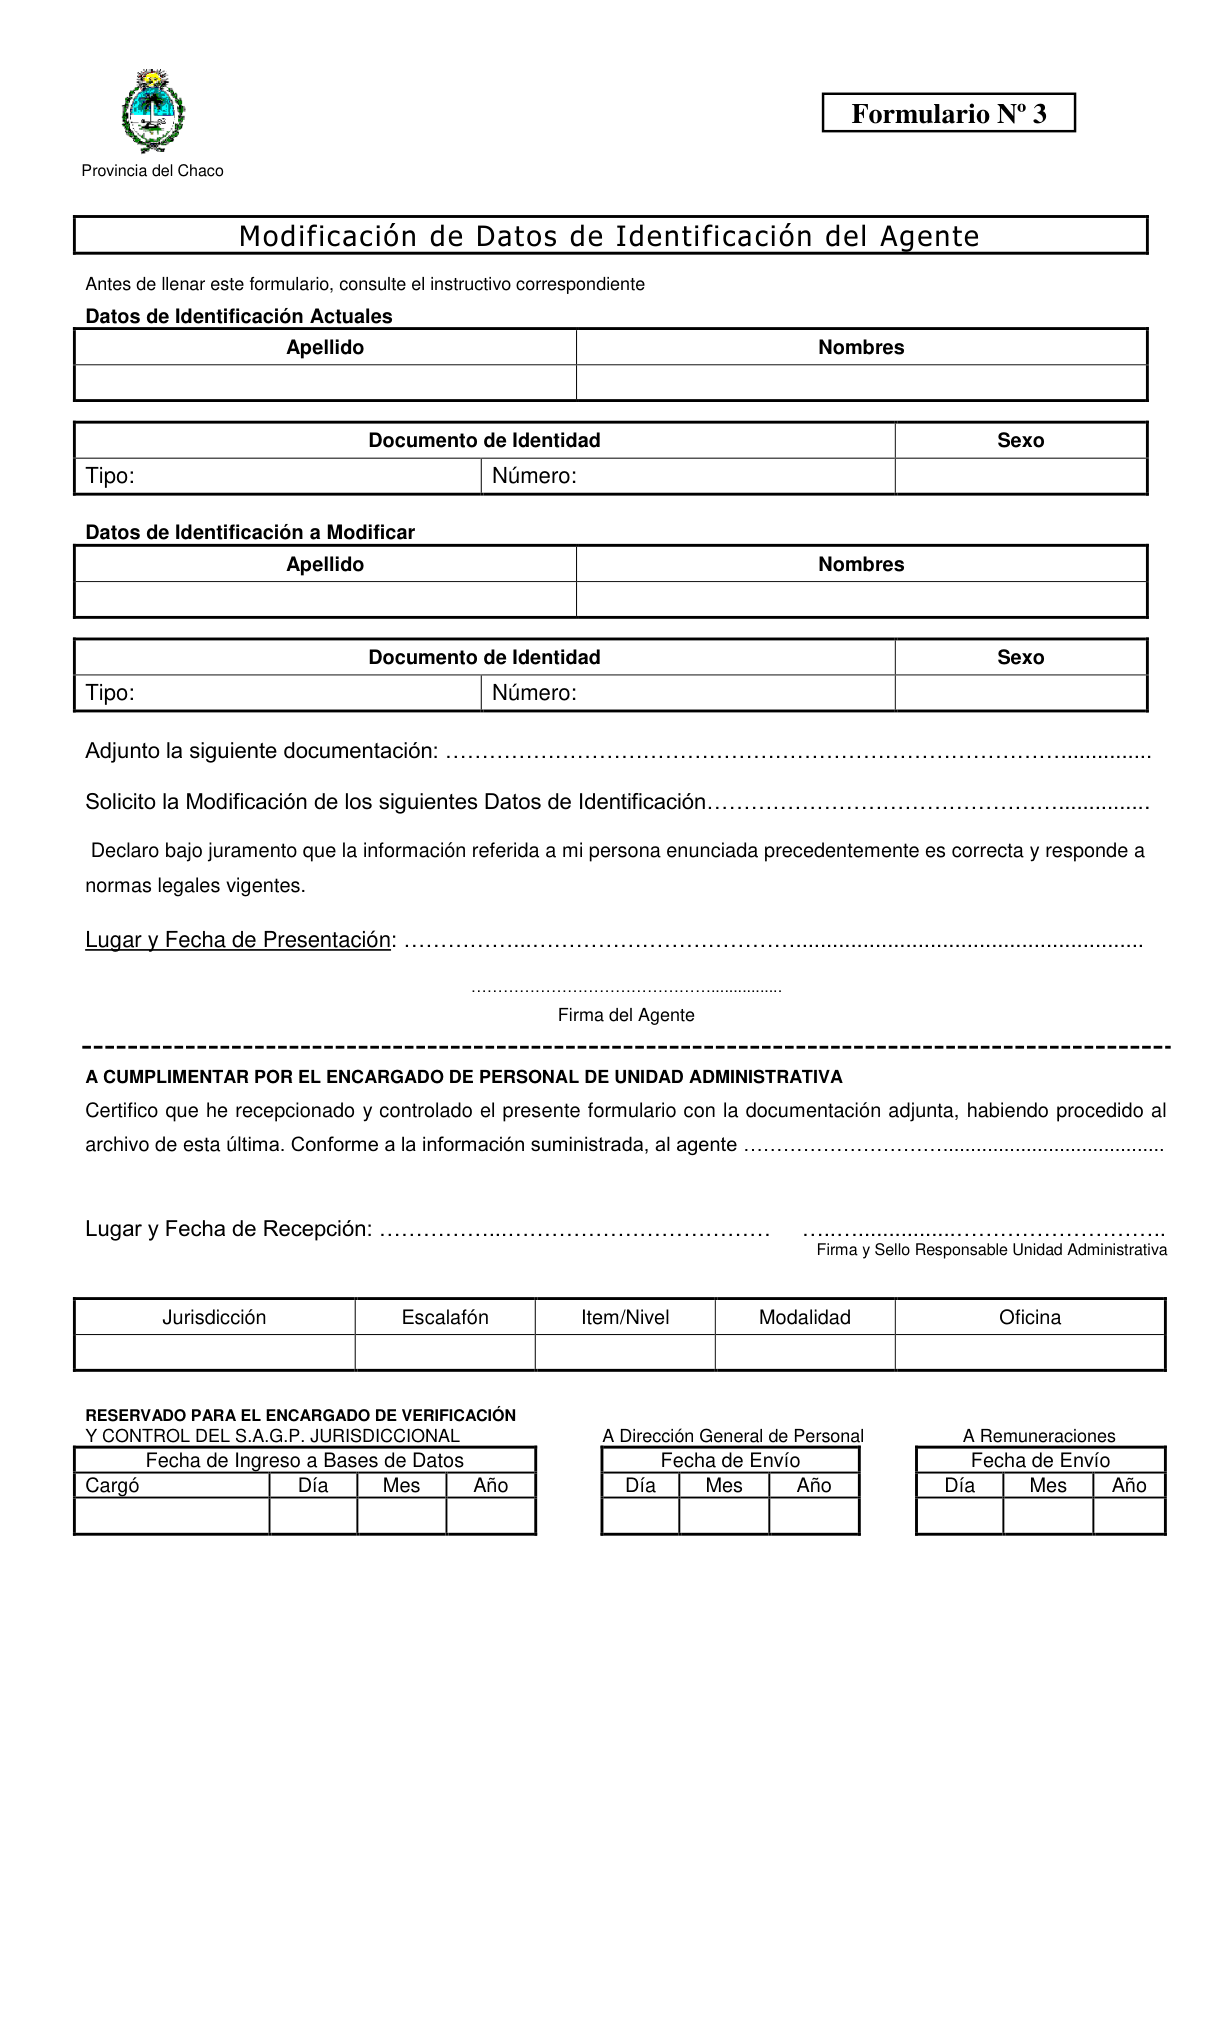 Formulario Nº 3
Provincia del Chaco
Modificación de Datos de Identificación del Agente
Antes de llenar este formulario, consulte el instructivo correspondiente
Datos de Identificación Actuales
Apellido Nombres
Documento de Identidad Sexo
Tipo: Número:
Datos de Identificación a Modificar
Apellido Nombres
Documento de Identidad Sexo
Tipo: Número:
Adjunto la siguiente documentación: ……………………………………………………………………………...............
Solicito la Modificación de los siguientes Datos de Identificación…………………………………………...............
Declaro bajo juramento que la información referida a mi persona enunciada precedentemente es correcta y responde a
normas legales vigentes.
Lugar y Fecha de Presentación: ……………...………………………………..........................................................
………………………………………................
Firma del Agente
A CUMPLIMENTAR POR EL ENCARGADO DE PERSONAL DE UNIDAD ADMINISTRATIVA
Certifico que he recepcionado y controlado el presente formulario con la documentación adjunta, habiendo procedido al
archivo de esta última. Conforme a la información suministrada, al agente …………………………........................................
Lugar y Fecha de Recepción: ……………...……………………………… …..…................………………………..
Firma y Sello Responsable Unidad Administrativa
Jurisdicción Escalafón Item/Nivel Modalidad Oficina
RESERVADO PARA EL ENCARGADO DE VERIFICACIÓN
Y CONTROL DEL S.A.G.P. JURISDICCIONAL A Dirección General de Personal A Remuneraciones
Fecha de Ingreso a Bases de Datos Fecha de Envío Fecha de Envío
Cargó Día Mes Año Día Mes Año Día Mes Año